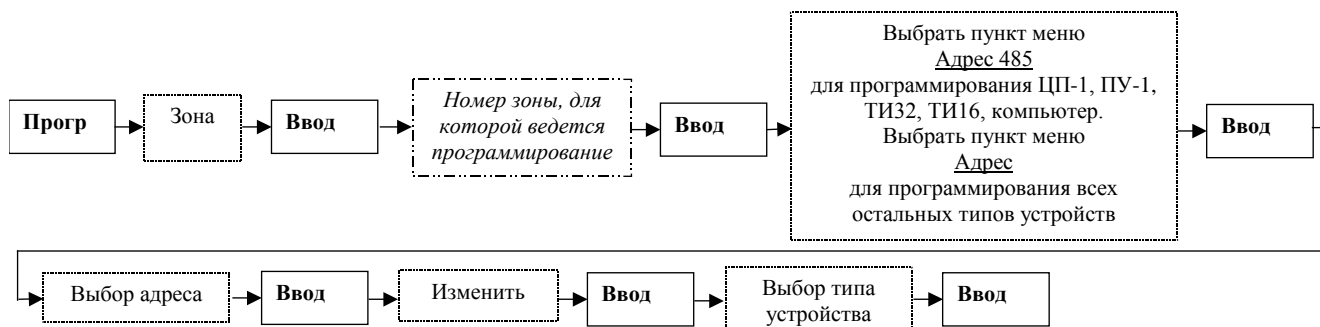 Прогр
Зона
Ввод
Номер зоны, для
которой ведется
программирование
Ввод
Выбрать пункт меню
Адрес 485
для программирования ЦП-1, ПУ-1,
ТИ32, ТИ16, компьютер.
Выбрать пункт меню
Адрес
для программирования всех
остальных типов устройств
Ввод
Выбор адреса
Ввод
Изменить
Ввод
Выбор типа
устройства
Ввод